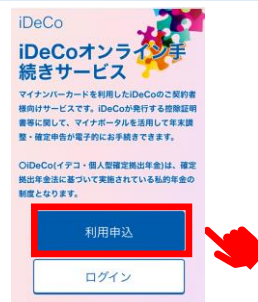 iDeCo
iDeCoオンライン手
続きサービス
マイナンバーカードを利用したiDeCoのご契約者
様向けサービスです。iDeCoが発行する控除証明
書等に関して、マイナポータルを活用して年末調
整・確定申告が電子的にお手続きできます。
OiDeCo(イデコ・個人型確定拠出年金)は、確定
拠出年金法に基づいて実施されている私的年金の
制度となります。
利用申込
ログイン